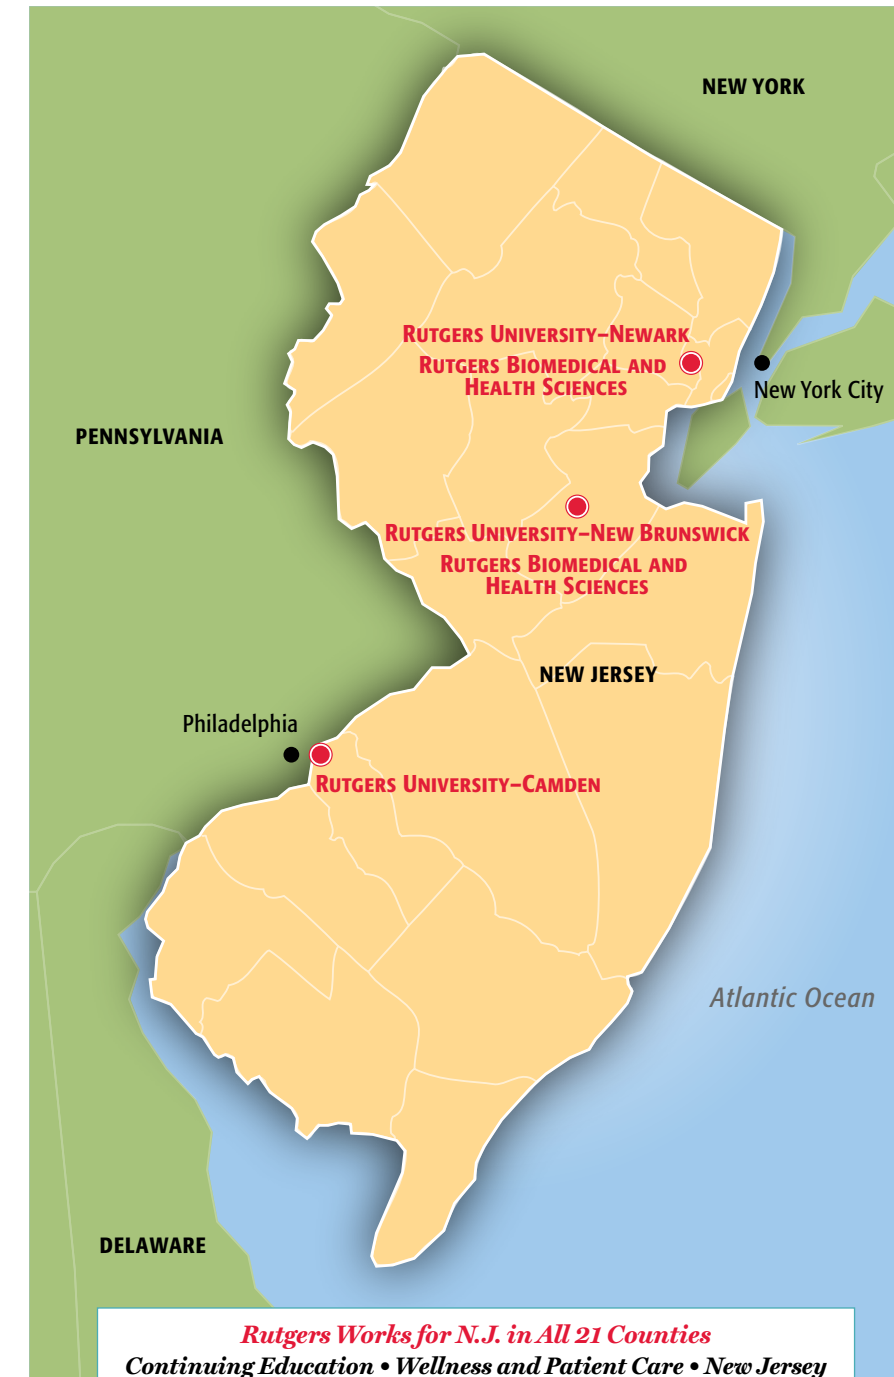 NEW YORK
RUTGERS UNIVERSITY–NEWARK
RUTGERS BIOMEDICAL AND
HEALTH SCIENCES
New York City
PENNSYLVANIA
RUTGERS UNIVERSITY–NEW BRUNSWICK
RUTGERS BIOMEDICAL AND
HEALTH SCIENCES
NEW JERSEY
Philadelphia
RUTGERS UNIVERSITY–CAMDEN
Atlantic Ocean
DELAWARE
Rutgers Works for N.J. in All 21 Counties
Continuing Education • Wellness and Patient Care • New Jersey